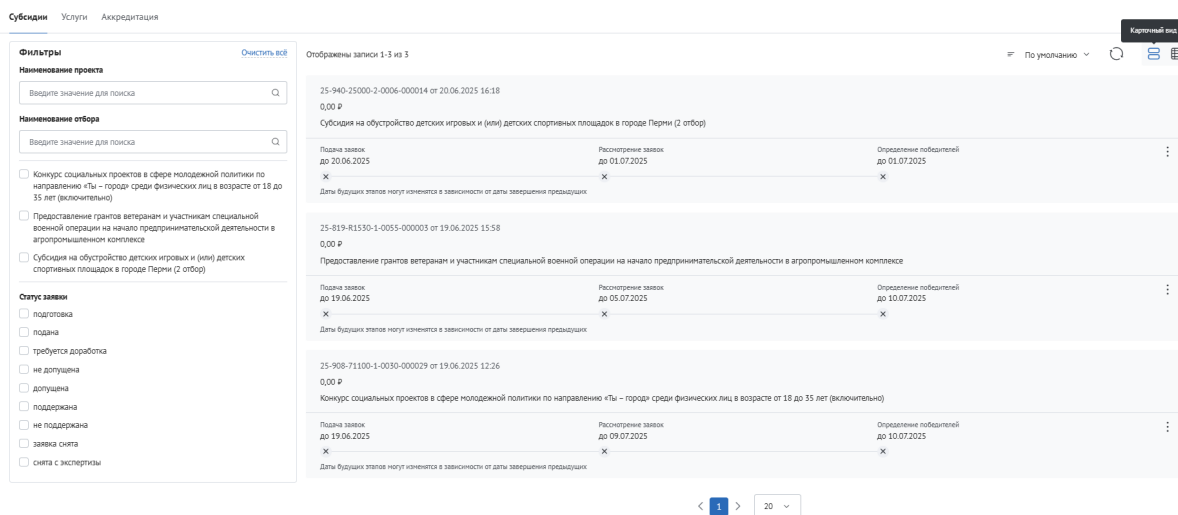 Субсидии Услуги Аккредитация
Карточный вид
Фильтры Очистить всё
Наименование проекта
Введите значение для поиска
Наименование отбора
Введите значение для поиска
Конкурс социальных проектов в сфере молодежной политики по
направлению «Ты – город» среди физических лиц в возрасте от 18 до
35 лет (включительно)
Предоставление грантов ветеранам и участникам специальной
военной операции на начало предпринимательской деятельности в
агропромышленном комплексе
Субсидия на обустройство детских игровых и (или) детских
спортивных площадок в городе Перми (2 отбор)
Статус заявки
подготовка
подана
требуется доработка
не допущена
допущена
поддержана
не поддержана
заявка снята
снята с экспертизы
Отображены записи 1-3 из 3 По умолчанию
25-940-25000-2-0006-000014 от 20.06.2025 16:18
0,00 ₽
Субсидия на обустройство детских игровых и (или) детских спортивных площадок в городе Перми (2 отбор)
Подача заявок Рассмотрение заявок Определение победителей
до 20.06.2025 до 01.07.2025 до 01.07.2025
Даты будущих этапов могут изменятся в зависимости от даты завершения предыдущих
25-819-R1530-1-0055-000003 от 19.06.2025 15:58
0,00 ₽
Предоставление грантов ветеранам и участникам специальной военной операции на начало предпринимательской деятельности в агропромышленном комплексе
Подача заявок Рассмотрение заявок Определение победителей
до 19.06.2025 до 05.07.2025 до 10.07.2025
Даты будущих этапов могут изменятся в зависимости от даты завершения предыдущих
25-908-71100-1-0030-000029 от 19.06.2025 12:26
0,00 ₽
Конкурс социальных проектов в сфере молодежной политики по направлению «Ты – город» среди физических лиц в возрасте от 18 до 35 лет (включительно)
Подача заявок Рассмотрение заявок Определение победителей
до 19.06.2025 до 09.07.2025 до 10.07.2025
Даты будущих этапов могут изменятся в зависимости от даты завершения предыдущих
1 20